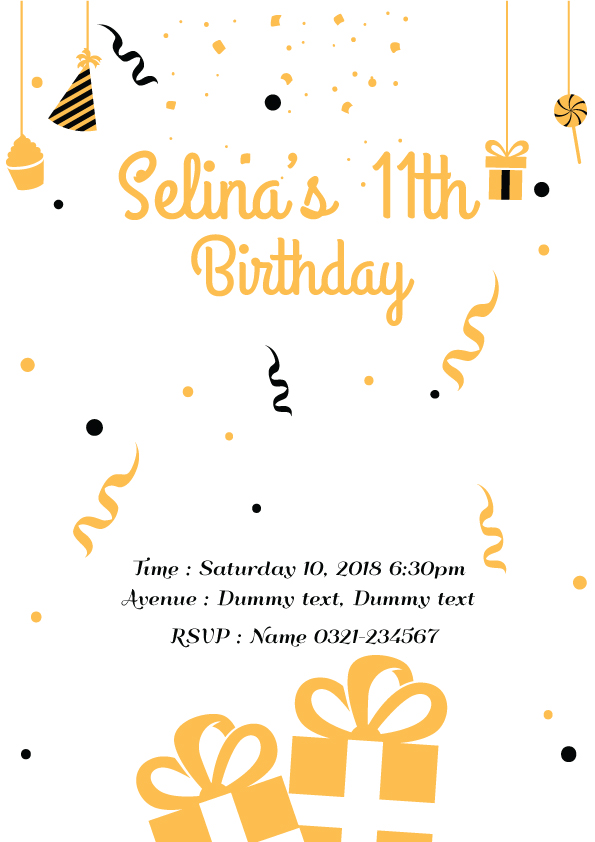 Selina's 11th
Birthday
Time : Saturday 10, 2018 6:30pm
Avenue : Dummy text, Dummy text
RSVP : Name 0321-234567